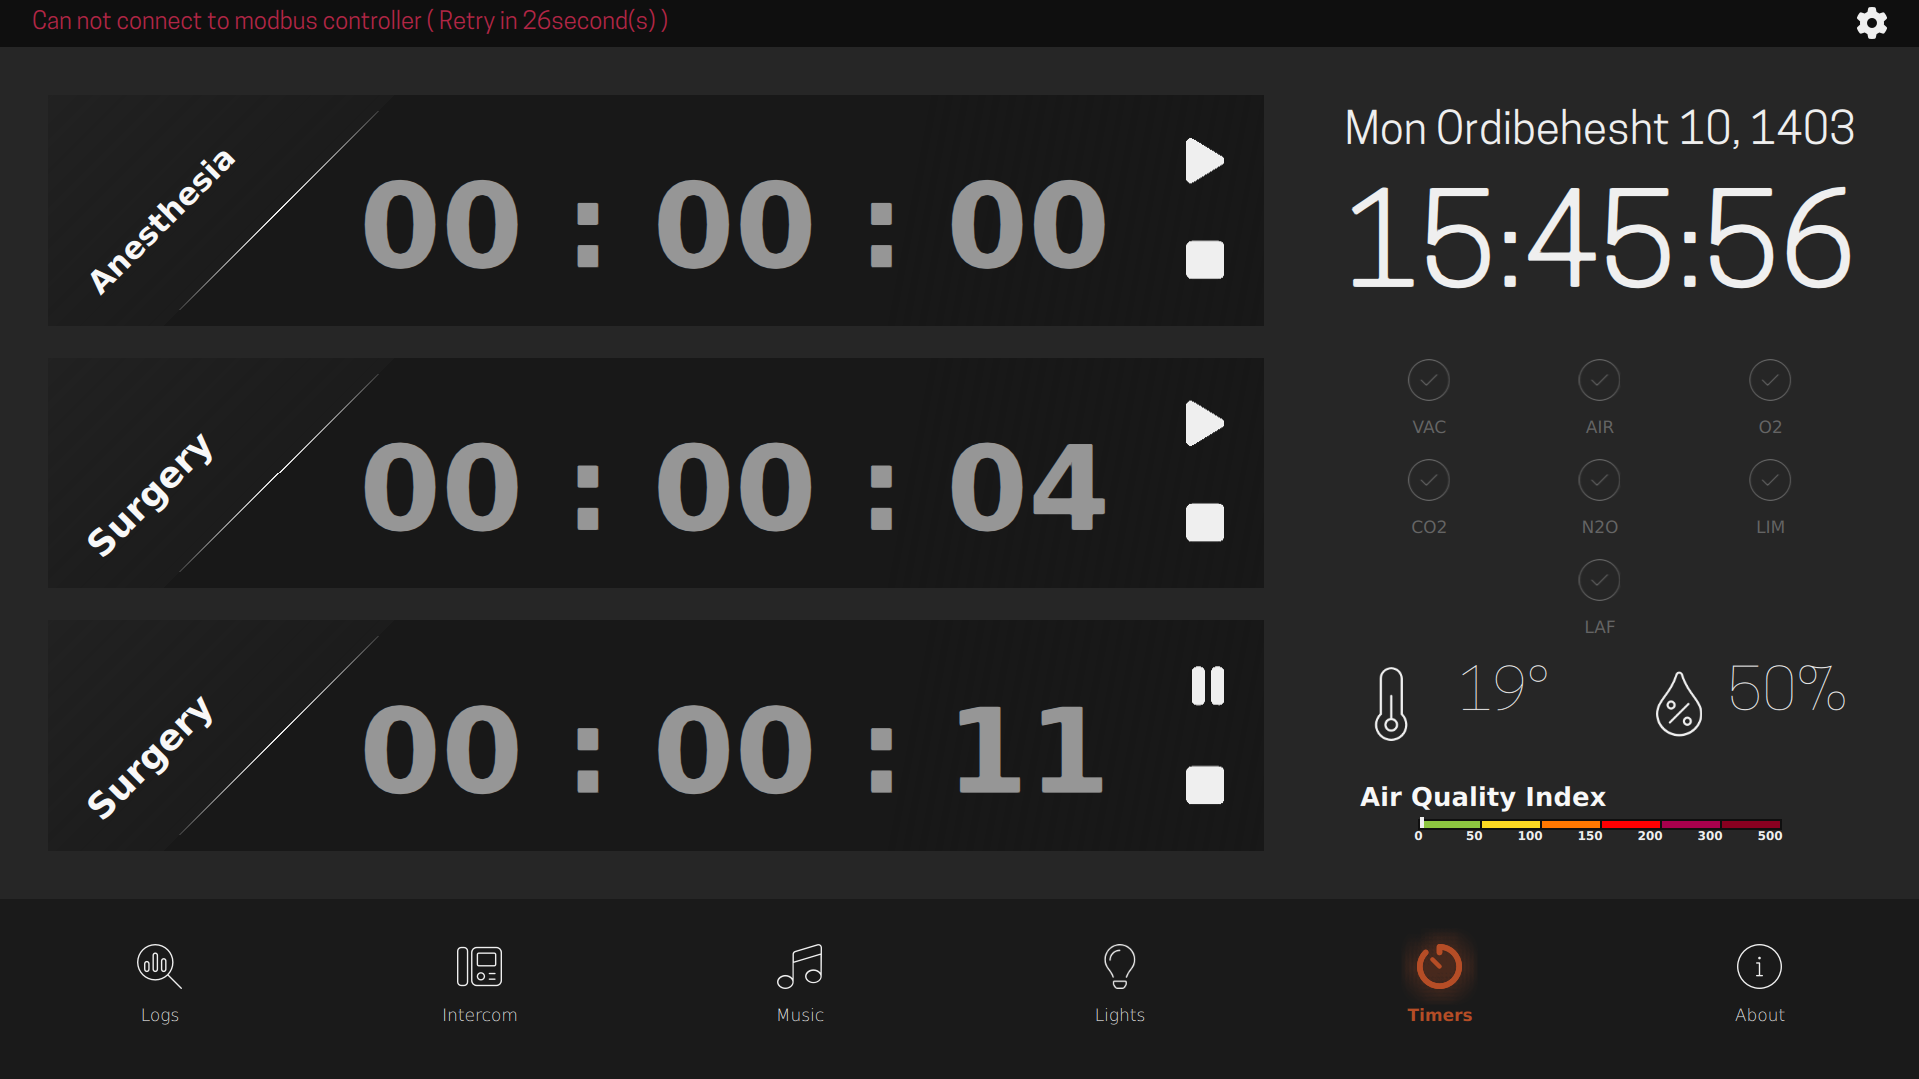 Can not connect to modbus controller ( Retry in 26second(s) )
Anesthesia
00 : 00 : 00
Surgery
00 : 00 : 04
Surgery
00 : 00 : 11
Mon Ordibehesht 10, 1403
15:45:56
VAC AIR O2
CO2 N2O LIM
LAF
19° 50%
Air Quality Index
0 50 100 150 200 300 500
Logs Intercom Music Lights Timers About